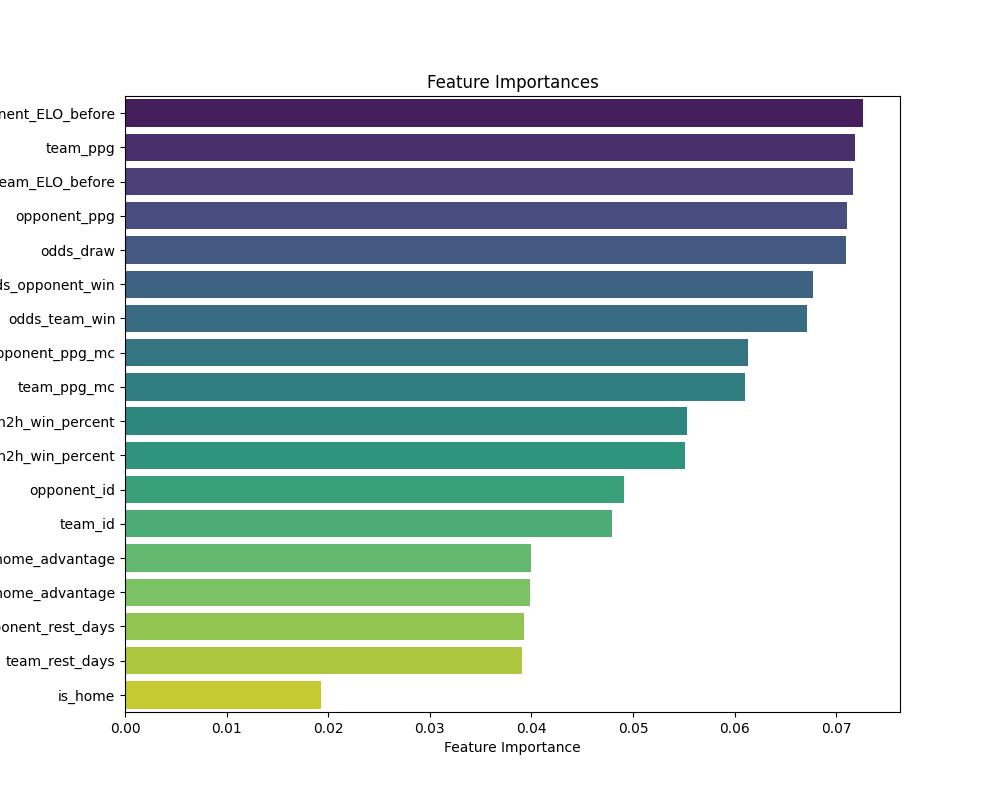 Feature Importances
nent_ELO_before
team_ppg
eam_ELO_before
opponent_ppg
odds_draw
ds_opponent_win
odds_team_win
pponent_ppg_mc
team_ppg_mc
h2h_win_percent
h2h_win_percent
opponent_id
team_id
home_advantage
home_advantage
ponent_rest_days
team_rest_days
is_home
0.00 0.01 0.02 0.03 0.04 0.05 0.06 0.07
Feature Importance